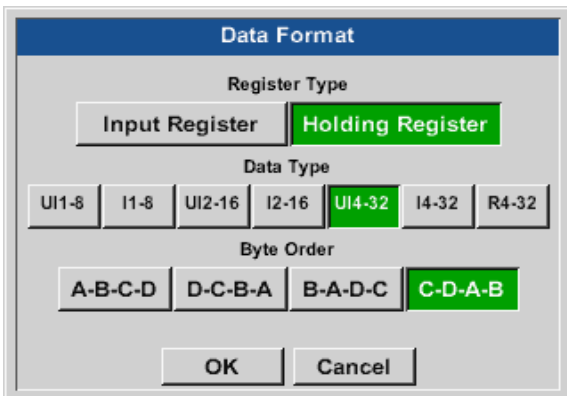 Data Format
Register Type
Input Register Holding Register
Data Type
UI1-8 I1-8 UI2-16 I2-16 UI4-32 I4-32 R4-32
Byte Order
A-B-C-D D-C-B-A B-A-D-C C-D-A-B
OK Cancel